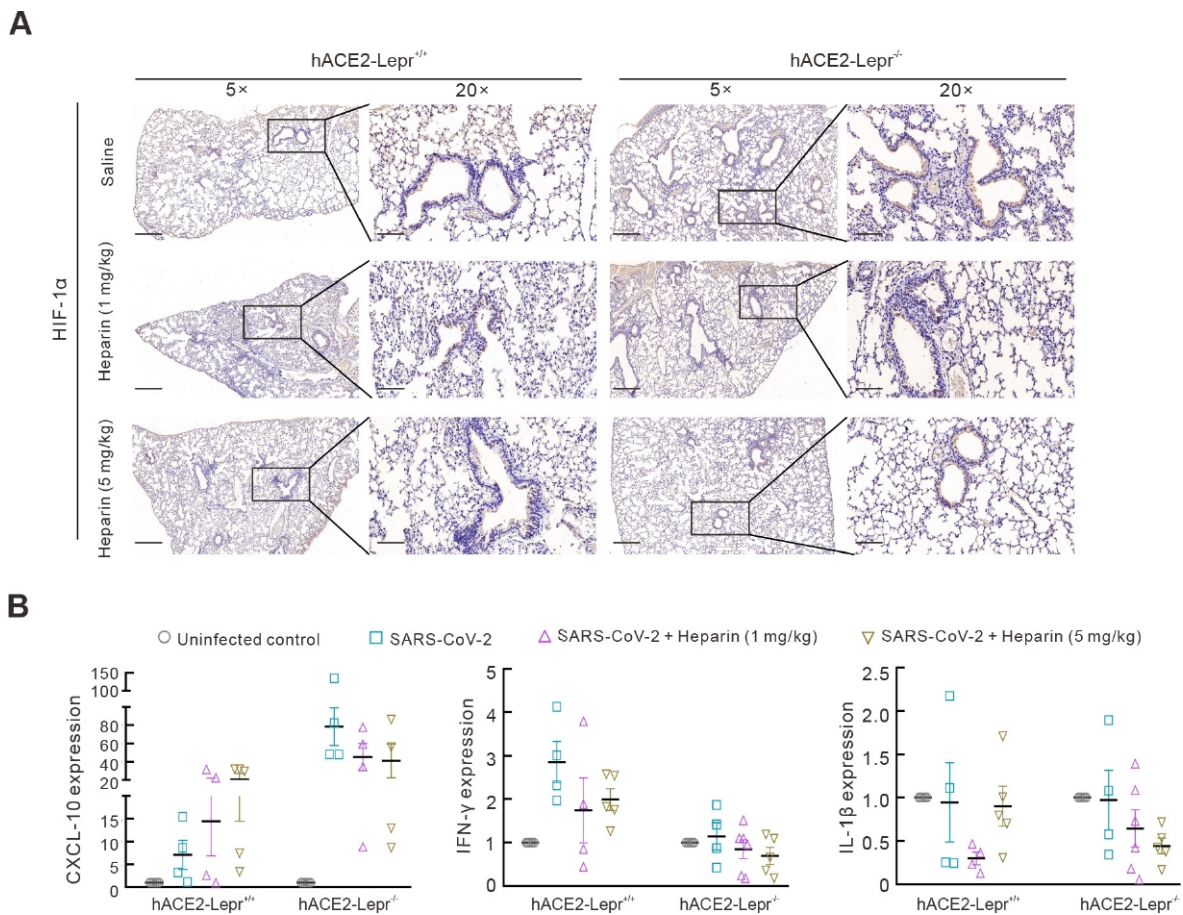 A
hACE2-Lepr+/+
hACE2-Lepr-/-
5×
20×
5×
20×
HIF-1α
Saline
Heparin (1 mg/kg)
Heparin (5 mg/kg)
B
Uninfected control
SARS-CoV-2
SARS-CoV-2 + Heparin (1 mg/kg)
SARS-CoV-2 + Heparin (5 mg/kg)
CXCL-10 expression
150
100
80
60
40
20
15
10
5
0
hACE2-Lepr+/+
hACE2-Lepr-/-
IFN-γ expression
5
4
3
2
1
0
hACE2-Lepr+/+
hACE2-Lepr-/-
IL-1β expression
2.5
2.0
1.5
1.0
0.5
0
hACE2-Lepr+/+
hACE2-Lepr-/-